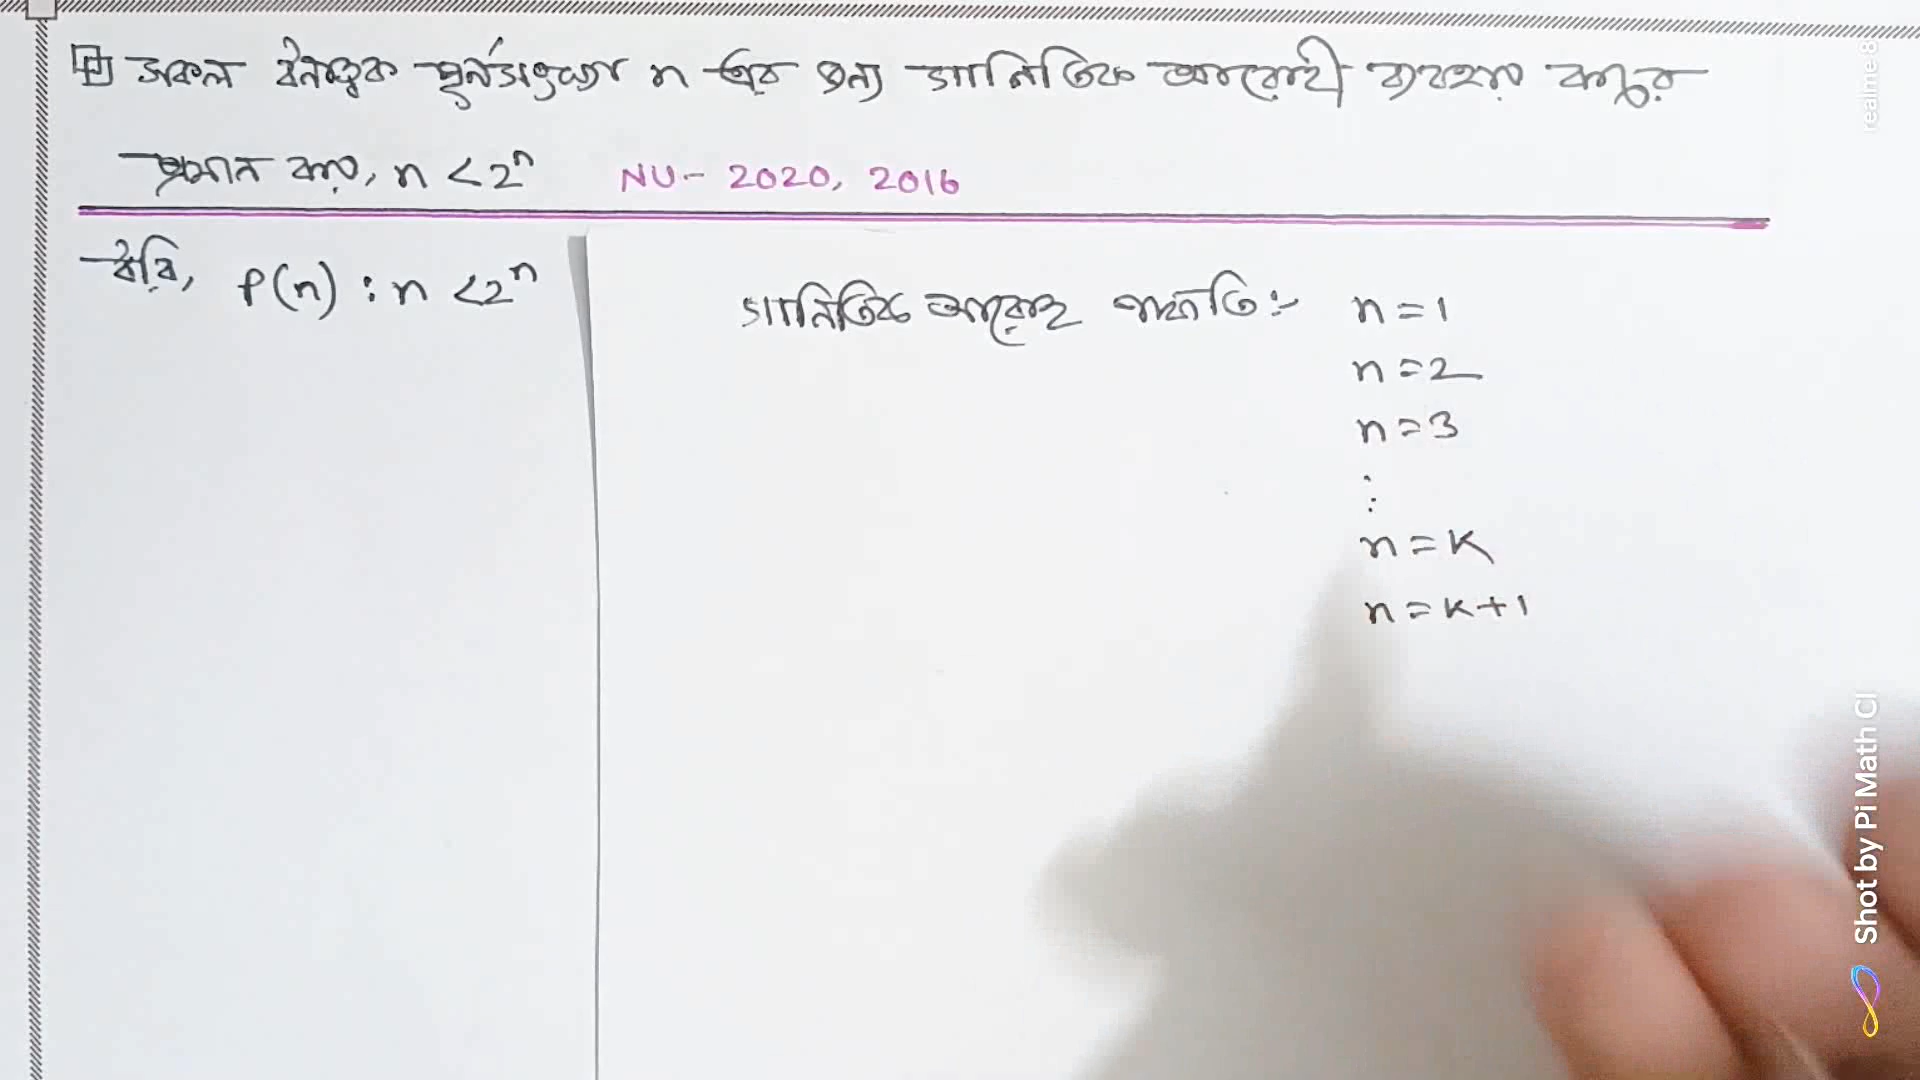 সকল ধনাত্মক পূর্নসংখ্যা n এর জন্য গানিতিক আরোহী ব্যবহার করে
প্রমান কর, n < 2ⁿ NU - 2020, 2016
ধরি, P(n) : n < 2ⁿ
গানিতিক আরোহ পদ্ধতি :- n = 1
n = 2
n = 3
⋮
n = K
n = K + 1
realme 8
Shot by Pi Math Cl